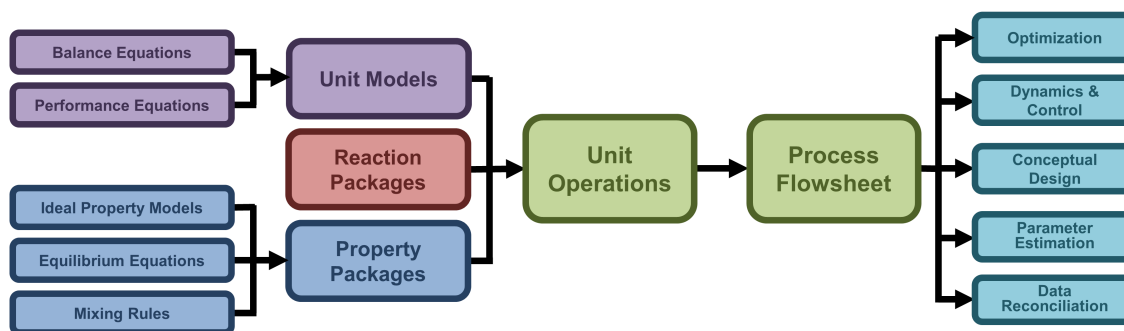 Balance Equations
Performance Equations
Ideal Property Models
Equilibrium Equations
Mixing Rules
Unit Models
Reaction
Packages
Property
Packages
Unit
Operations
Process
Flowsheet
Optimization
Dynamics &
Control
Conceptual
Design
Parameter
Estimation
Data
Reconciliation